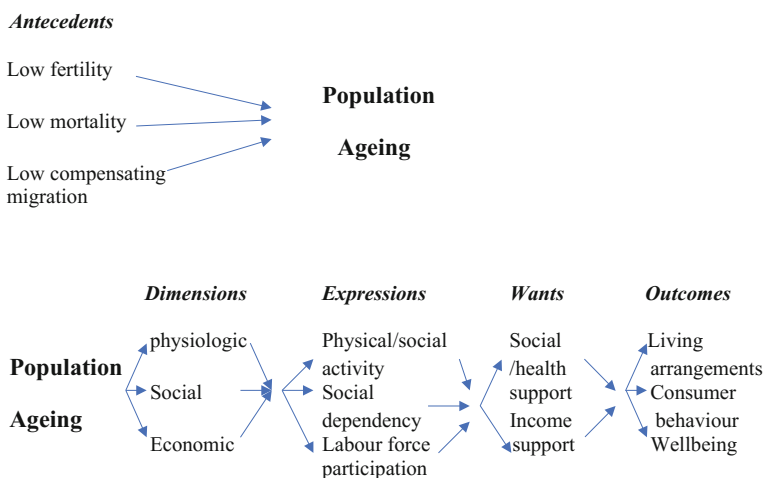 Antecedents
Low fertility
Low mortality
Low compensating
migration
Population
Ageing
Dimensions Expressions Wants Outcomes
Population
Ageing
physiologic
Social
Economic
Physical/social
activity
Social
dependency
Labour force
participation
Social
/health
support
Income
support
Living
arrangements
Consumer
behaviour
Wellbeing